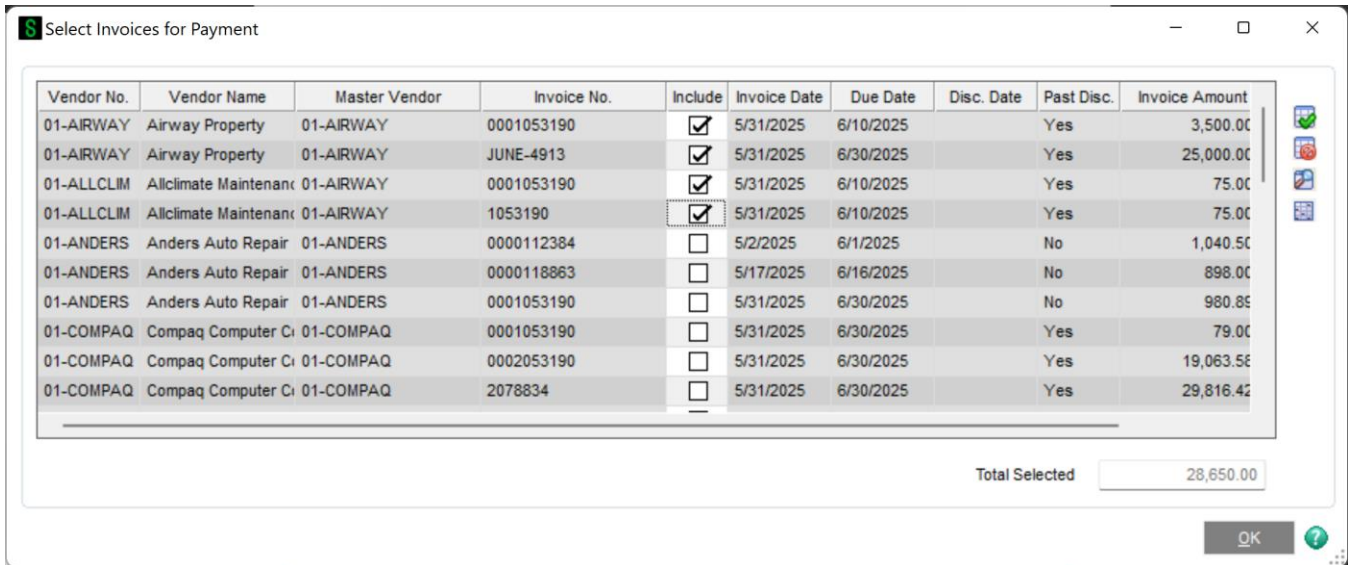 S Select Invoices for Payment
Vendor No. Vendor Name Master Vendor Invoice No. Include Invoice Date Due Date Disc. Date Past Disc. Invoice Amount
01-AIRWAY Airway Property 01-AIRWAY 0001053190 5/31/2025 6/10/2025 Yes 3,500.00
01-AIRWAY Airway Property 01-AIRWAY JUNE-4913 5/31/2025 6/30/2025 Yes 25,000.00
01-ALLCLIM Allclimate Maintenanc 01-AIRWAY 0001053190 5/31/2025 6/10/2025 Yes 75.00
01-ALLCLIM Allclimate Maintenanc 01-AIRWAY 1053190 5/31/2025 6/10/2025 Yes 75.00
01-ANDERS Anders Auto Repair 01-ANDERS 0000112384 5/2/2025 6/1/2025 No 1,040.50
01-ANDERS Anders Auto Repair 01-ANDERS 0000118863 5/17/2025 6/16/2025 No 898.00
01-ANDERS Anders Auto Repair 01-ANDERS 0001053190 5/31/2025 6/30/2025 No 980.89
01-COMPAQ Compaq Computer C 01-COMPAQ 0001053190 5/31/2025 6/30/2025 Yes 79.00
01-COMPAQ Compaq Computer C 01-COMPAQ 0002053190 5/31/2025 6/30/2025 Yes 19,063.58
01-COMPAQ Compaq Computer C 01-COMPAQ 2078834 5/31/2025 6/30/2025 Yes 29,816.42
Total Selected 28,650.00
OK ?